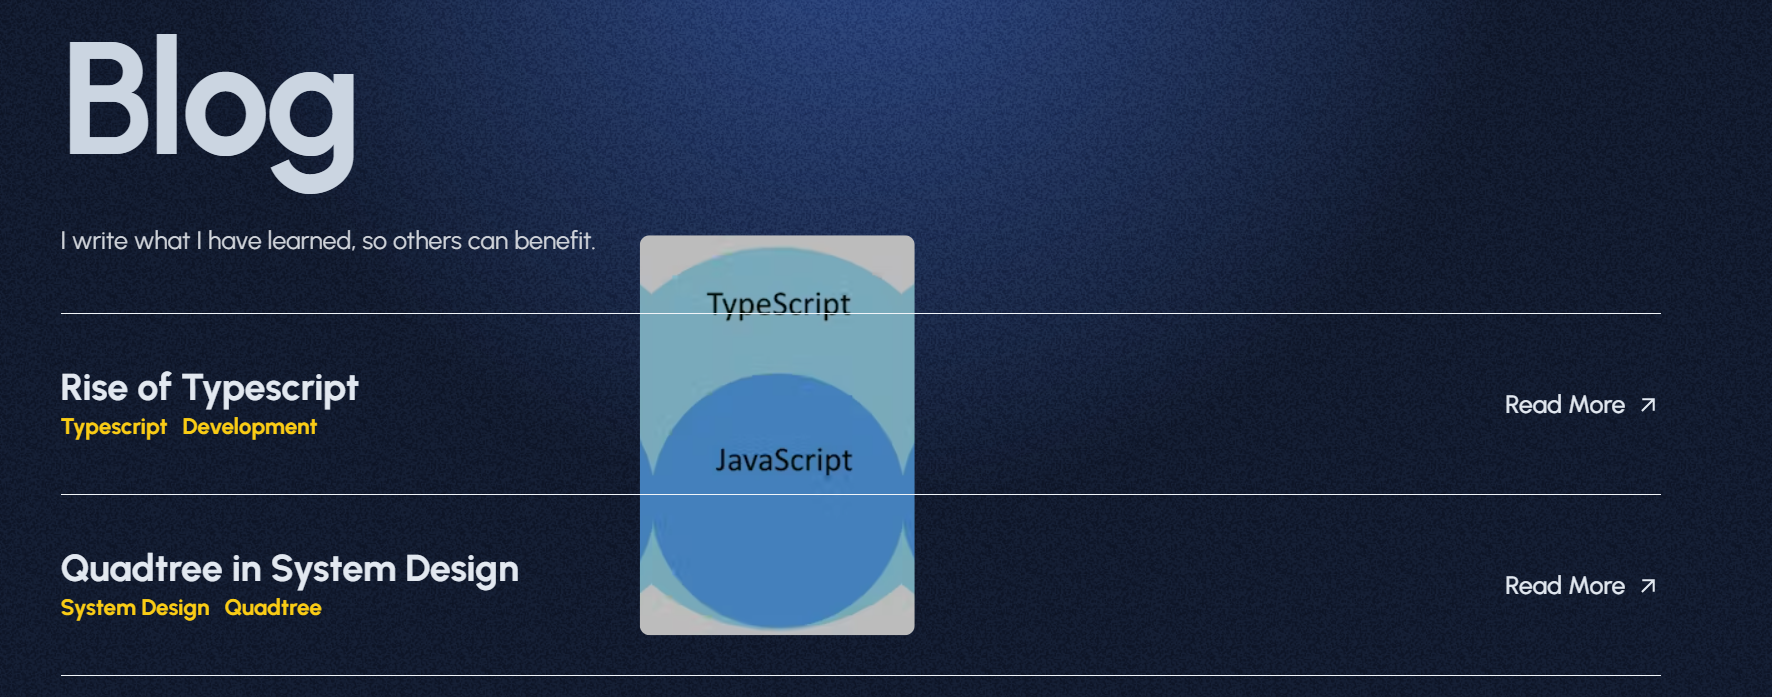 Blog
I write what I have learned, so others can benefit.
TypeScript
Rise of Typescript
Typescript Development
Read More
JavaScript
Quadtree in System Design
System Design Quadtree
Read More